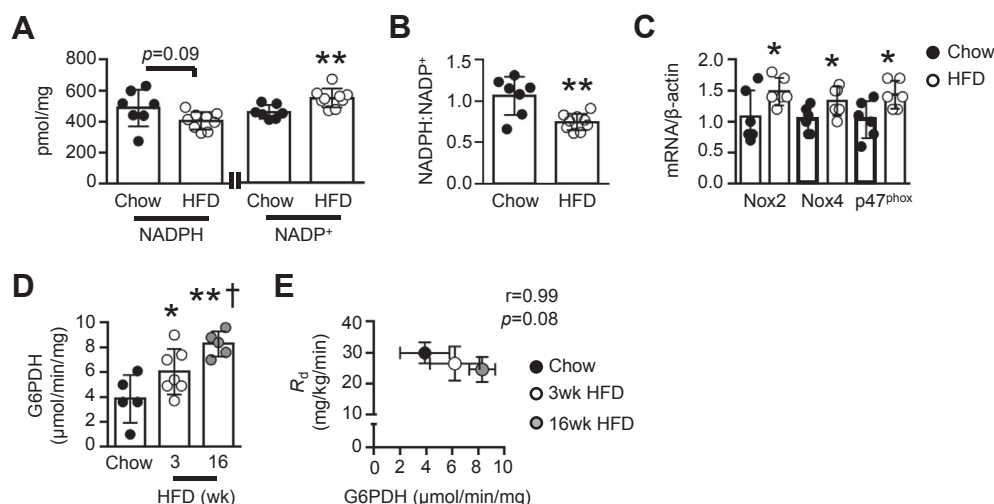 A
p=0.09
**
800
600
400
200
0
pmol/mg
Chow HFD Chow HFD
NADPH NADP⁺
B
**
1.5
1.0
0.5
0.0
NADPH:NADP⁺
Chow HFD
C
* * *
2.0
1.5
1.0
0.5
0.0
mRNA/β-actin
Nox2 Nox4 p47ᵖʰᵒˣ
Chow
HFD
D
* **†
10
8
6
4
2
0
G6PDH
(μmol/min/mg)
Chow 3 16
HFD (wk)
E
r=0.99
p=0.08
40
30
20
10
0
Rd
(mg/kg/min)
0 2 4 6 8 10
G6PDH (μmol/min/mg)
Chow
3wk HFD
16wk HFD